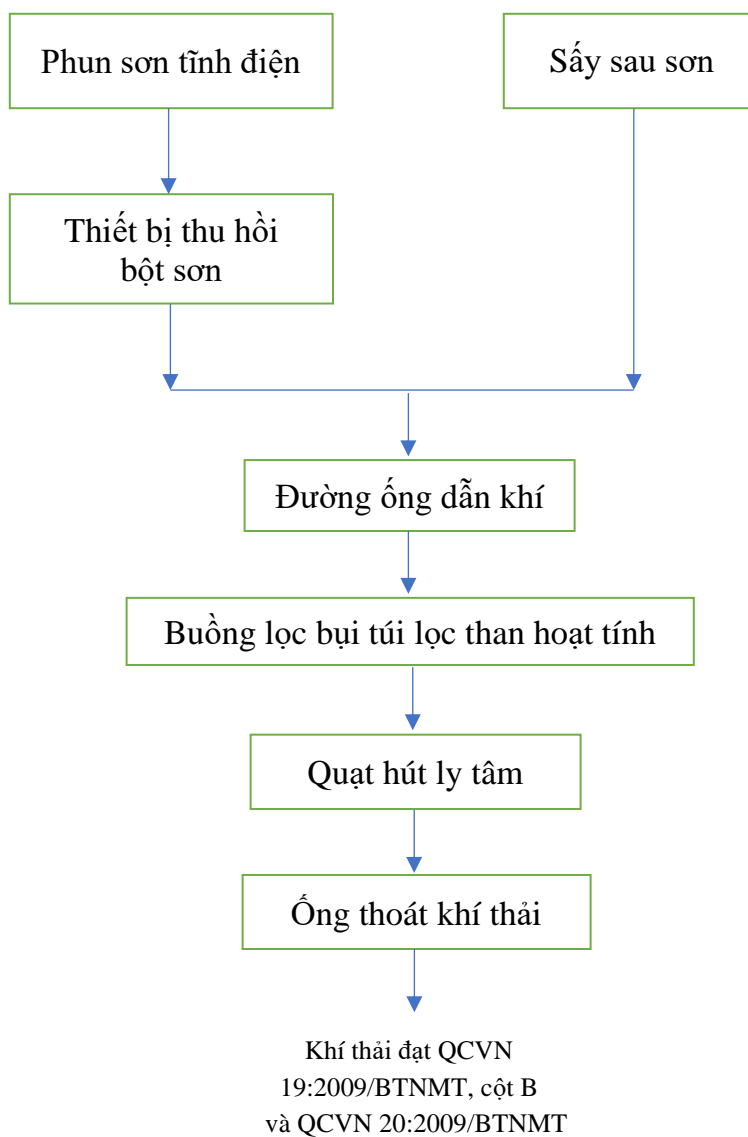 Phun sơn tĩnh điện
Sấy sau sơn
Thiết bị thu hồi
bột sơn
Đường ống dẫn khí
Buồng lọc bụi túi lọc than hoạt tính
Quạt hút ly tâm
Ống thoát khí thải
Khí thải đạt QCVN
19:2009/BTNMT, cột B
và QCVN 20:2009/BTNMT